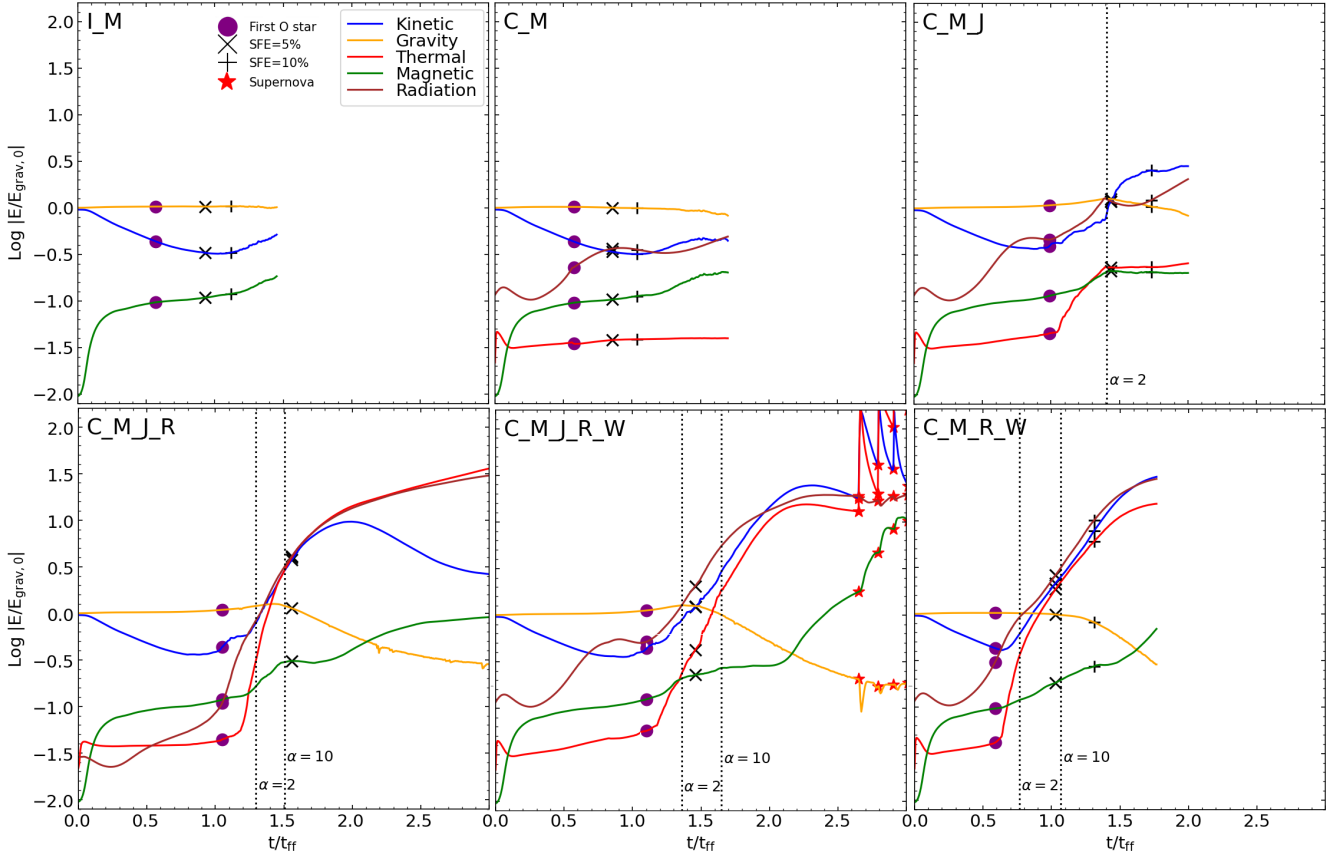 I_M
First O star
SFE=5%
SFE=10%
Supernova
Kinetic
Gravity
Thermal
Magnetic
Radiation
C_M
C_M_J
α = 2
2.0
1.5
1.0
0.5
0.0
−0.5
−1.0
−1.5
−2.0
Log |E/E_grav, 0|
C_M_J_R
α = 10
α = 2
C_M_J_R_W
α = 10
α = 2
C_M_R_W
α = 10
α = 2
2.0
1.5
1.0
0.5
0.0
−0.5
−1.0
−1.5
−2.0
Log |E/E_grav, 0|
0.0 0.5 1.0 1.5 2.0 2.5
0.0 0.5 1.0 1.5 2.0 2.5
0.0 0.5 1.0 1.5 2.0 2.5 3.0
t/t_ff
t/t_ff
t/t_ff